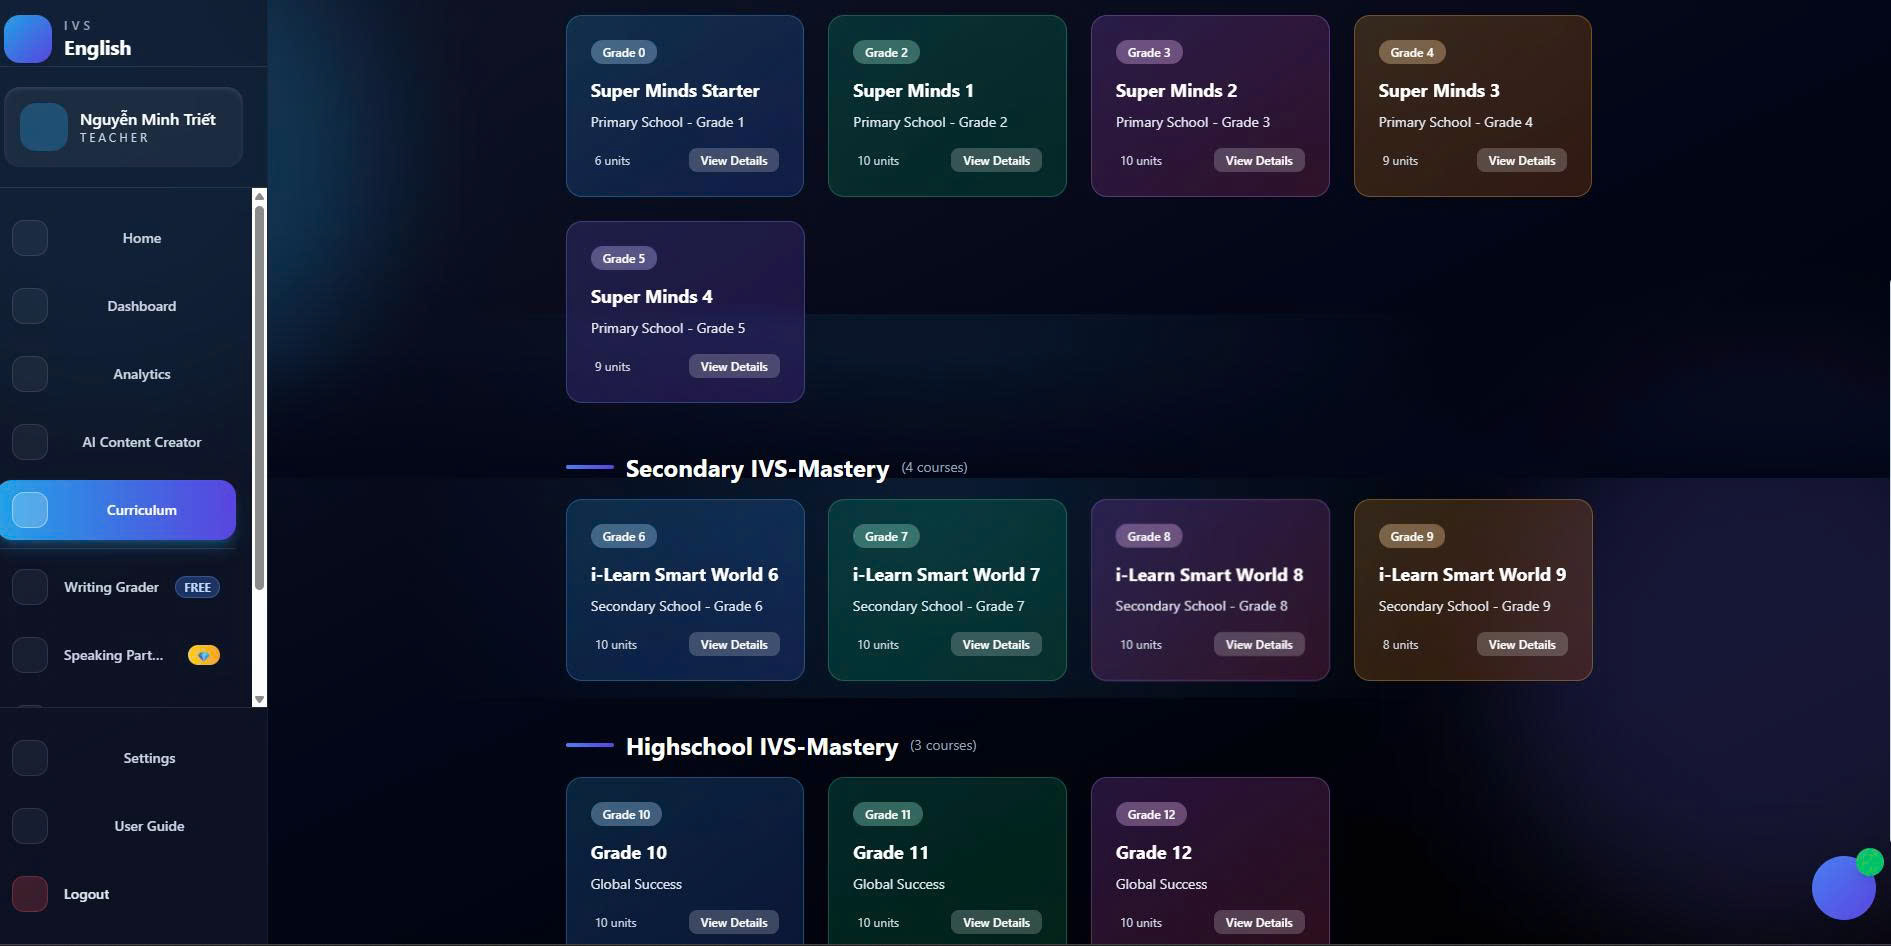 IVS
English
Nguyễn Minh Triết
TEACHER
Home
Dashboard
Analytics
AI Content Creator
Curriculum
Writing Grader FREE
Speaking Part...
Settings
User Guide
Logout
Grade 0
Super Minds Starter
Primary School - Grade 1
6 units View Details
Grade 2
Super Minds 1
Primary School - Grade 2
10 units View Details
Grade 3
Super Minds 2
Primary School - Grade 3
10 units View Details
Grade 4
Super Minds 3
Primary School - Grade 4
9 units View Details
Grade 5
Super Minds 4
Primary School - Grade 5
9 units View Details
Secondary IVS-Mastery (4 courses)
Grade 6
i-Learn Smart World 6
Secondary School - Grade 6
10 units View Details
Grade 7
i-Learn Smart World 7
Secondary School - Grade 7
10 units View Details
Grade 8
i-Learn Smart World 8
Secondary School - Grade 8
10 units View Details
Grade 9
i-Learn Smart World 9
Secondary School - Grade 9
8 units View Details
Highschool IVS-Mastery (3 courses)
Grade 10
Grade 10
Global Success
10 units View Details
Grade 11
Grade 11
Global Success
10 units View Details
Grade 12
Grade 12
Global Success
10 units View Details